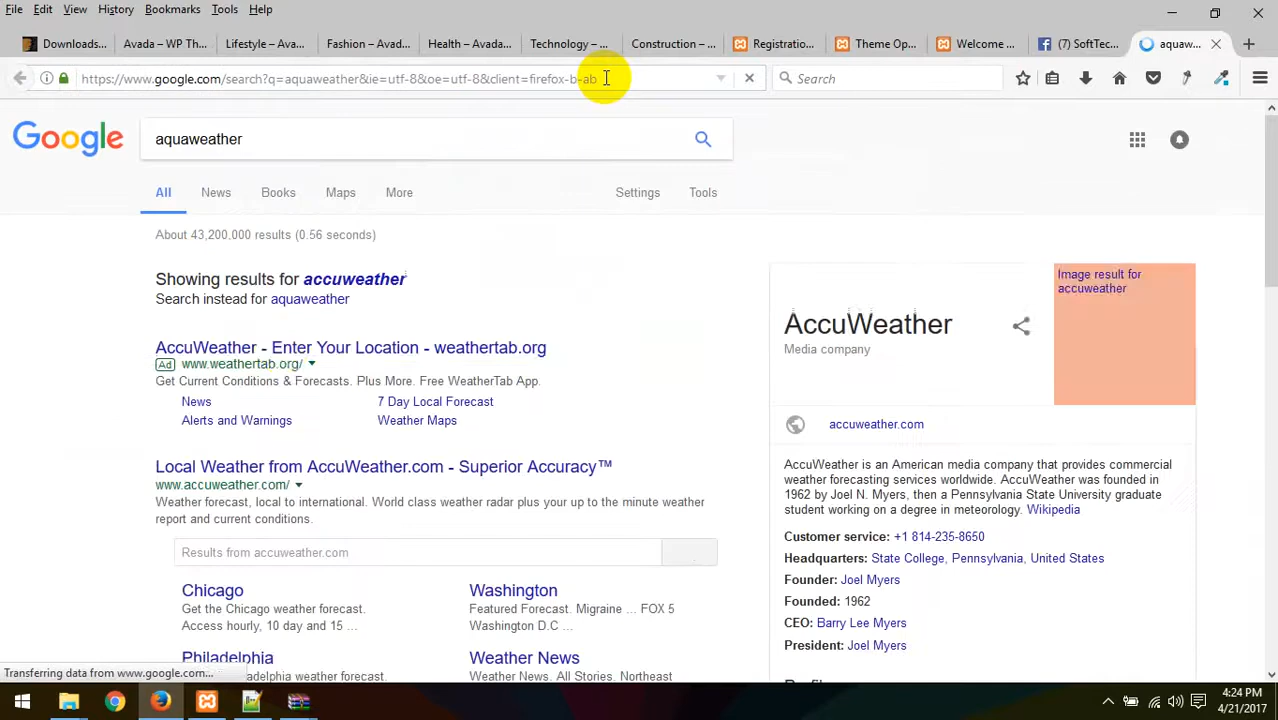 File Edit View History Bookmarks Tools Help
Downloads... Avada – WP Th... Lifestyle – Ava... Fashion – Avad... Health – Avada... Technology – ... Construction – ... Registratio... Theme Op... Welcome ... (7) SoftTec... aquaw...
https://www.google.com/search?q=aquaweather&ie=utf-8&oe=utf-8&client=firefox-b-ab Search
Google aquaweather
All News Books Maps More Settings Tools
About 43,200,000 results (0.56 seconds)
Showing results for accuweather
Search instead for aquaweather
AccuWeather - Enter Your Location - weathertab.org
Ad www.weathertab.org/
Get Current Conditions & Forecasts. Plus More. Free WeatherTab App.
News 7 Day Local Forecast
Alerts and Warnings Weather Maps
Local Weather from AccuWeather.com - Superior Accuracy™
www.accuweather.com/
Weather forecast, local to international. World class weather radar plus your up to the minute weather
report and current conditions.
Results from accuweather.com
Chicago Washington
Get the Chicago weather forecast. Featured Forecast. Migraine ... FOX 5
Access hourly, 10 day and 15 ... Washington D.C ...
Philadelphia Weather News
adelphia weather forecast. Weather News. All Stories. Northeast
Transferring data from www.google.com...
Image result for
accuweather
AccuWeather
Media company
accuweather.com
AccuWeather is an American media company that provides commercial
weather forecasting services worldwide. AccuWeather was founded in
1962 by Joel N. Myers, then a Pennsylvania State University graduate
student working on a degree in meteorology. Wikipedia
Customer service: +1 814-235-8650
Headquarters: State College, Pennsylvania, United States
Founder: Joel Myers
Founded: 1962
CEO: Barry Lee Myers
President: Joel Myers
4:24 PM
4/21/2017